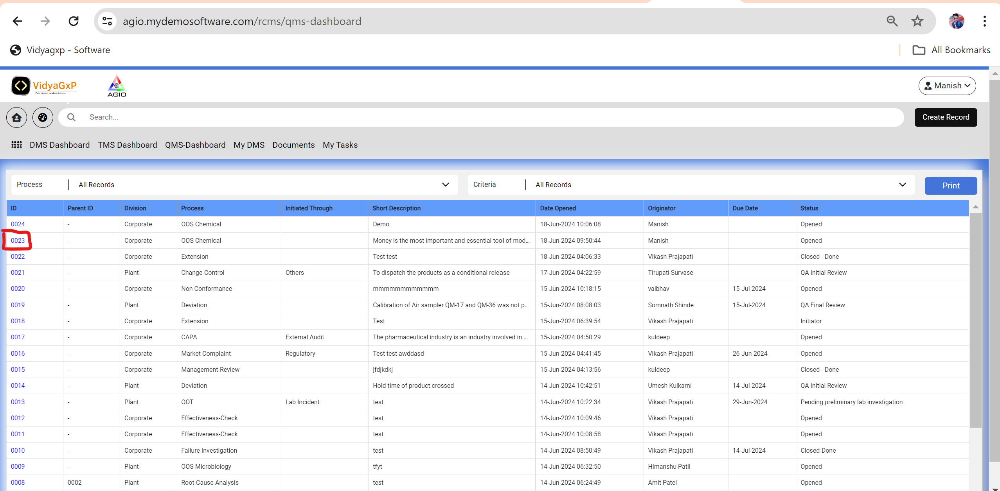 agio.mydemosoftware.com/rcms/qms-dashboard
Vidyagxp - Software All Bookmarks
VidyaGxP AGIO Manish
Data informs, wisdom discerns.
Search... Create Record
DMS Dashboard TMS Dashboard QMS-Dashboard My DMS Documents My Tasks
Process All Records Criteria All Records Print
ID Parent ID Division Process Initiated Through Short Description Date Opened Originator Due Date Status
0024 - Corporate OOS Chemical Demo 18-Jun-2024 10:06:08 Manish Opened
0023 - Corporate OOS Chemical Money is the most important and essential tool of mod... 18-Jun-2024 09:50:44 Manish Opened
0022 - Corporate Extension Test test 18-Jun-2024 04:06:33 Vikash Prajapati Closed - Done
0021 - Plant Change-Control Others To dispatch the products as a conditional release 17-Jun-2024 04:22:59 Tirupati Survase QA Initial Review
0020 - Corporate Non Conformance mmmmmmmmmmmm 15-Jun-2024 10:18:15 vaibhav 15-Jul-2024 Opened
0019 - Plant Deviation Calibration of Air sampler QM-17 and QM-36 was not p... 15-Jun-2024 08:08:03 Somnath Shinde 15-Jul-2024 QA Final Review
0018 - Corporate Extension Test 15-Jun-2024 06:39:54 Vikash Prajapati Initiator
0017 - Corporate CAPA External Audit The pharmaceutical industry is an industry involved in ... 15-Jun-2024 04:50:29 kuldeep Opened
0016 - Corporate Market Complaint Regulatory Test test awddasd 15-Jun-2024 04:41:45 Vikash Prajapati 26-Jun-2024 Opened
0015 - Corporate Management-Review jfdjkdkj 15-Jun-2024 04:13:56 kuldeep Closed - Done
0014 - Plant Deviation Hold time of product crossed 14-Jun-2024 10:42:51 Umesh Kulkarni 14-Jul-2024 QA Initial Review
0013 - Plant OOT Lab Incident test 14-Jun-2024 10:22:34 Vikash Prajapati 29-Jun-2024 Pending preliminary lab investigation
0012 - Corporate Effectiveness-Check test 14-Jun-2024 10:09:46 Vikash Prajapati Opened
0011 - Corporate Effectiveness-Check test 14-Jun-2024 10:08:58 Vikash Prajapati Opened
0010 - Corporate Failure Investigation test 14-Jun-2024 08:50:49 Vikash Prajapati 14-Jul-2024 Closed-Done
0009 - Plant OOS Microbiology tfyt 14-Jun-2024 06:32:50 Himanshu Patil Opened
0008 0002 Plant Root-Cause-Analysis test 14-Jun-2024 06:24:49 Amit Patel Opened